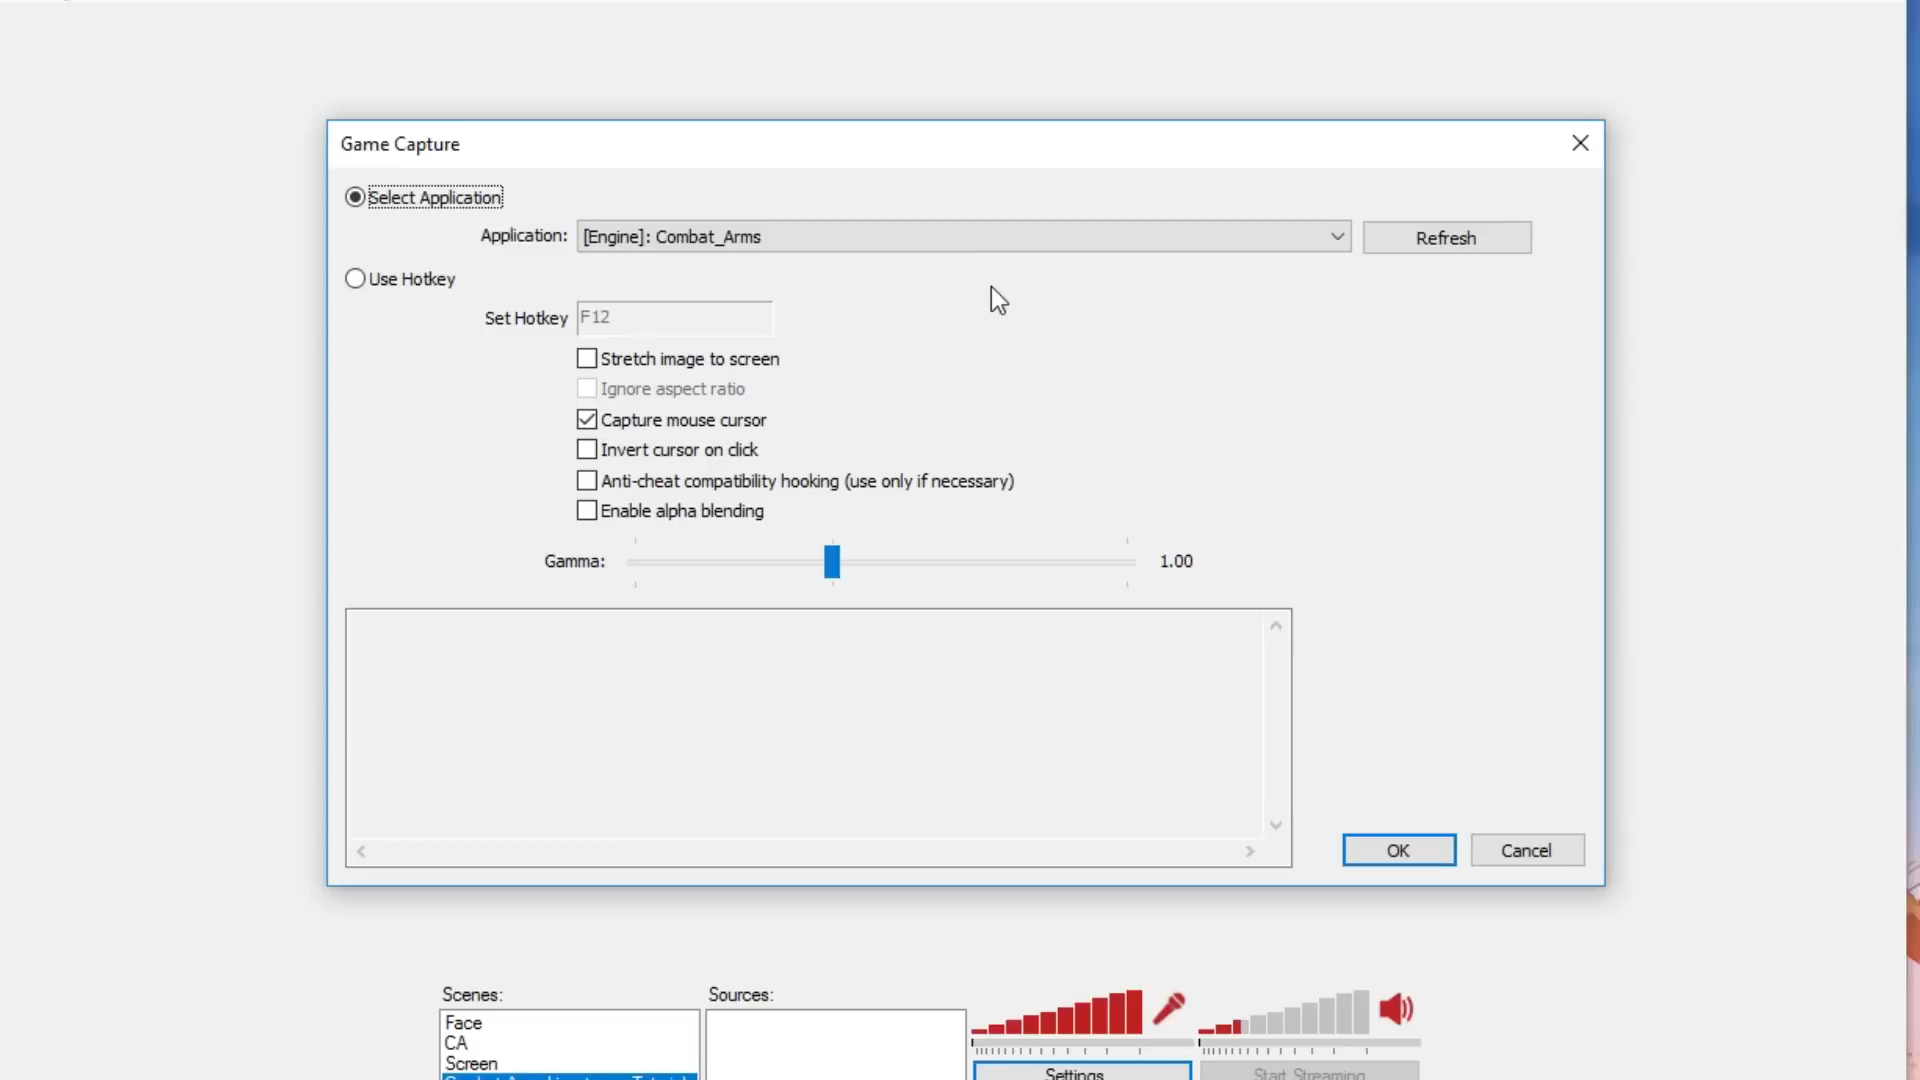 Game Capture
Select Application
Application: [Engine]: Combat_Arms Refresh
Use Hotkey
Set Hotkey F12
Stretch image to screen
Ignore aspect ratio
Capture mouse cursor
Invert cursor on click
Anti-cheat compatibility hooking (use only if necessary)
Enable alpha blending
Gamma: 1.00
OK Cancel
Scenes: Sources:
Face
CA
Screen
Settings Start Streaming